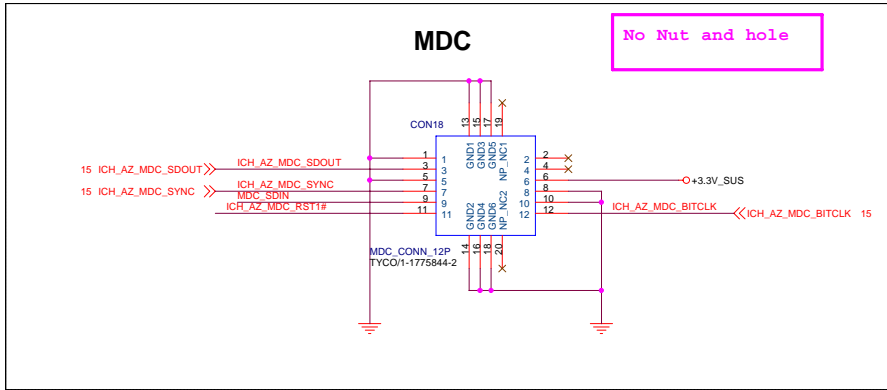 MDC
No Nut and hole
CON18
13
15
17
19
GND1
GND3
GND5
NP_NC1
1
3
5
7
9
11
1
3
5
7
9
11
2
4
6
8
10
12
2
4
6
8
10
12
15 ICH_AZ_MDC_SDOUT
ICH_AZ_MDC_SDOUT
15 ICH_AZ_MDC_SYNC
ICH_AZ_MDC_SYNC
MDC_SDIN
ICH_AZ_MDC_RST1#
+3.3V_SUS
ICH_AZ_MDC_BITCLK
ICH_AZ_MDC_BITCLK 15
GND2
GND4
GND6
NP_NC2
14
16
18
20
MDC_CONN_12P
TYCO/1-1775844-2